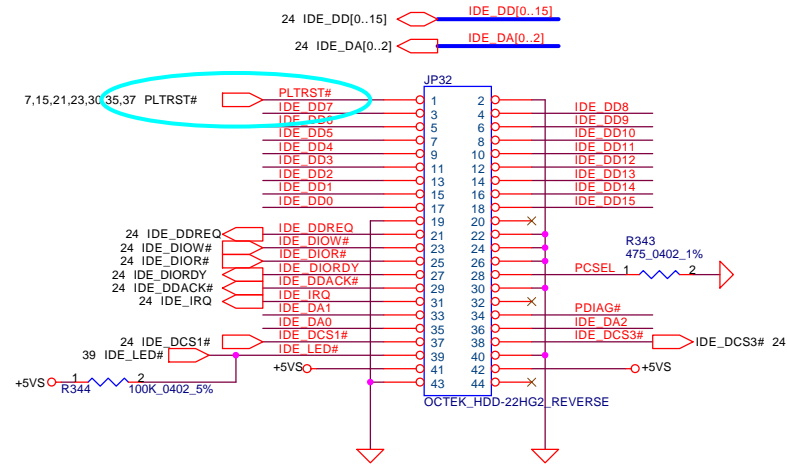 24 IDE_DD[0..15] IDE_DD[0..15]
24 IDE_DA[0..2] IDE_DA[0..2]
JP32
7,15,21,23,30,35,37 PLTRST# PLTRST# 1 2
IDE_DD7 3 4 IDE_DD8
IDE_DD6 5 6 IDE_DD9
IDE_DD5 7 8 IDE_DD10
IDE_DD4 9 10 IDE_DD11
IDE_DD3 11 12 IDE_DD12
IDE_DD2 13 14 IDE_DD13
IDE_DD1 15 16 IDE_DD14
IDE_DD0 17 18 IDE_DD15
19 20
24 IDE_DDREQ IDE_DDREQ 21 22
24 IDE_DIOW# IDE_DIOW# 23 24
24 IDE_DIOR# IDE_DIOR# 25 26
R343
475_0402_1%
24 IDE_DIORDY IDE_DIORDY 27 28 PCSEL 1 2
24 IDE_DDACK# IDE_DDACK# 29 30
24 IDE_IRQ IDE_IRQ 31 32
IDE_DA1 33 34 PDIAG#
IDE_DA0 35 36 IDE_DA2
24 IDE_DCS1# IDE_DCS1# 37 38 IDE_DCS3# IDE_DCS3# 24
39 IDE_LED# IDE_LED# 39 40
+5VS 41 42 +5VS
+5VS 1 2 43 44
R344 100K_0402_5%
OCTEK_HDD-22HG2_REVERSE